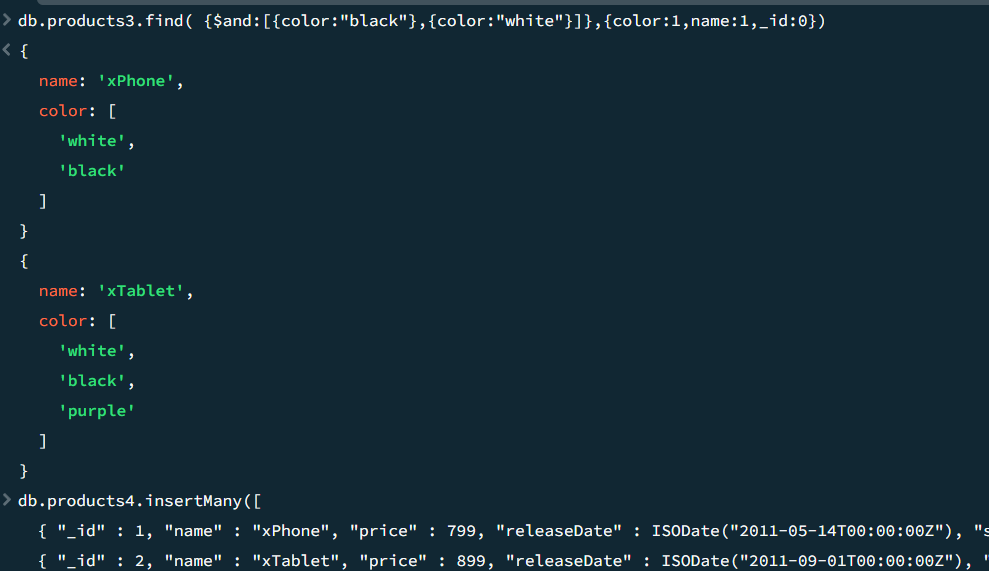 db.products3.find( {$and:[{color:"black"},{color:"white"}]},{color:1,name:1,_id:0})
{
name: 'xPhone',
color: [
'white',
'black'
]
}
{
name: 'xTablet',
color: [
'white',
'black',
'purple'
]
}
db.products4.insertMany([
{ "_id" : 1, "name" : "xPhone", "price" : 799, "releaseDate" : ISODate("2011-05-14T00:00:00Z"), "s
{ "_id" : 2, "name" : "xTablet", "price" : 899, "releaseDate" : ISODate("2011-09-01T00:00:00Z"), "